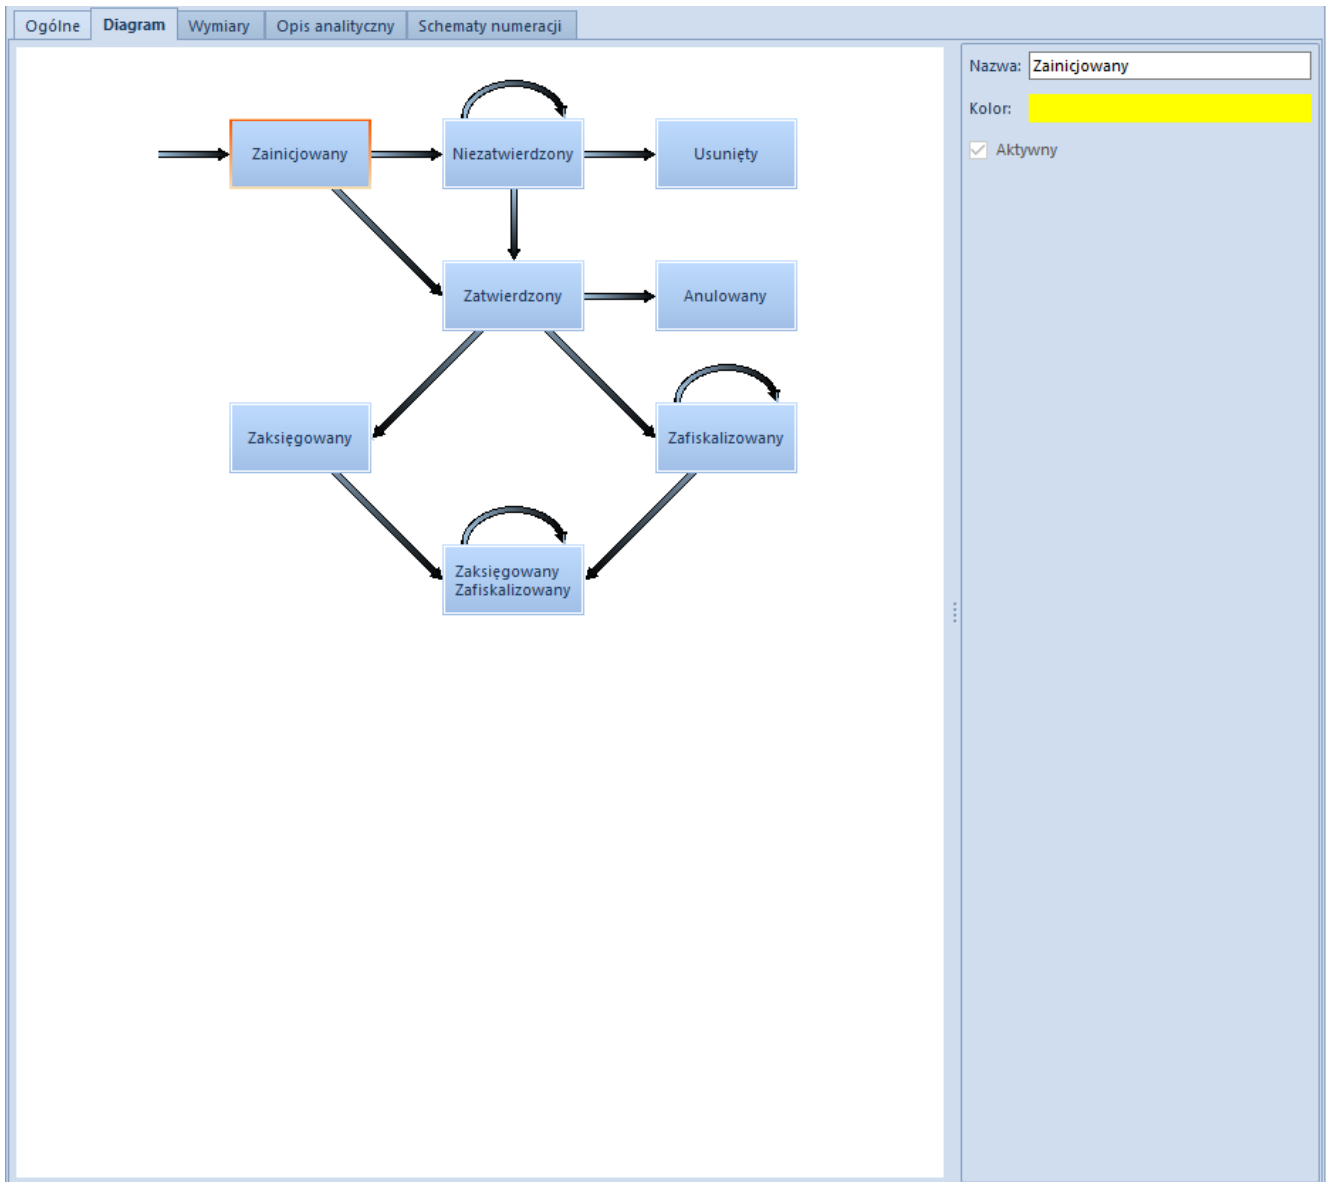 Ogólne Diagram Wymiary Opis analityczny Schematy numeracji
Nazwa: Zainicjowany
Kolor:
Aktywny
Zainicjowany
Niezatwierdzony
Usunięty
Zatwierdzony
Anulowany
Zaksięgowany
Zafiskalizowany
Zaksięgowany
Zafiskalizowany